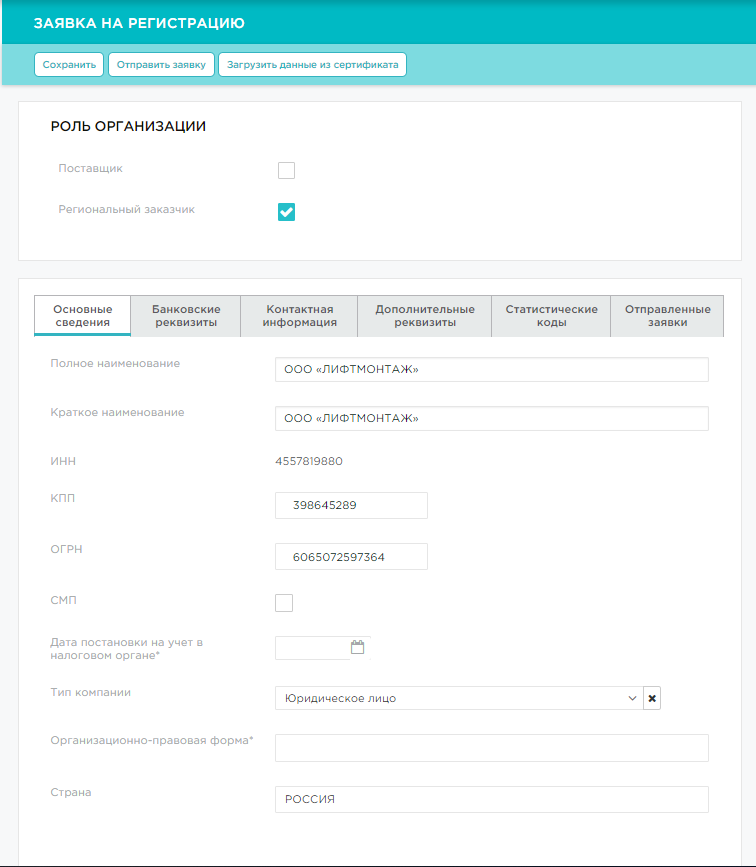 ЗАЯВКА НА РЕГИСТРАЦИЮ
Сохранить Отправить заявку Загрузить данные из сертификата
РОЛЬ ОРГАНИЗАЦИИ
Поставщик
Региональный заказчик
Основные сведения Банковские реквизиты Контактная информация Дополнительные реквизиты Статистические коды Отправленные заявки
Полное наименование ООО «ЛИФТМОНТАЖ»
Краткое наименование ООО «ЛИФТМОНТАЖ»
ИНН 4557819880
КПП 398645289
ОГРН 6065072597364
СМП
Дата постановки на учет в
налоговом органе*
Тип компании Юридическое лицо
Организационно-правовая форма*
Страна РОССИЯ